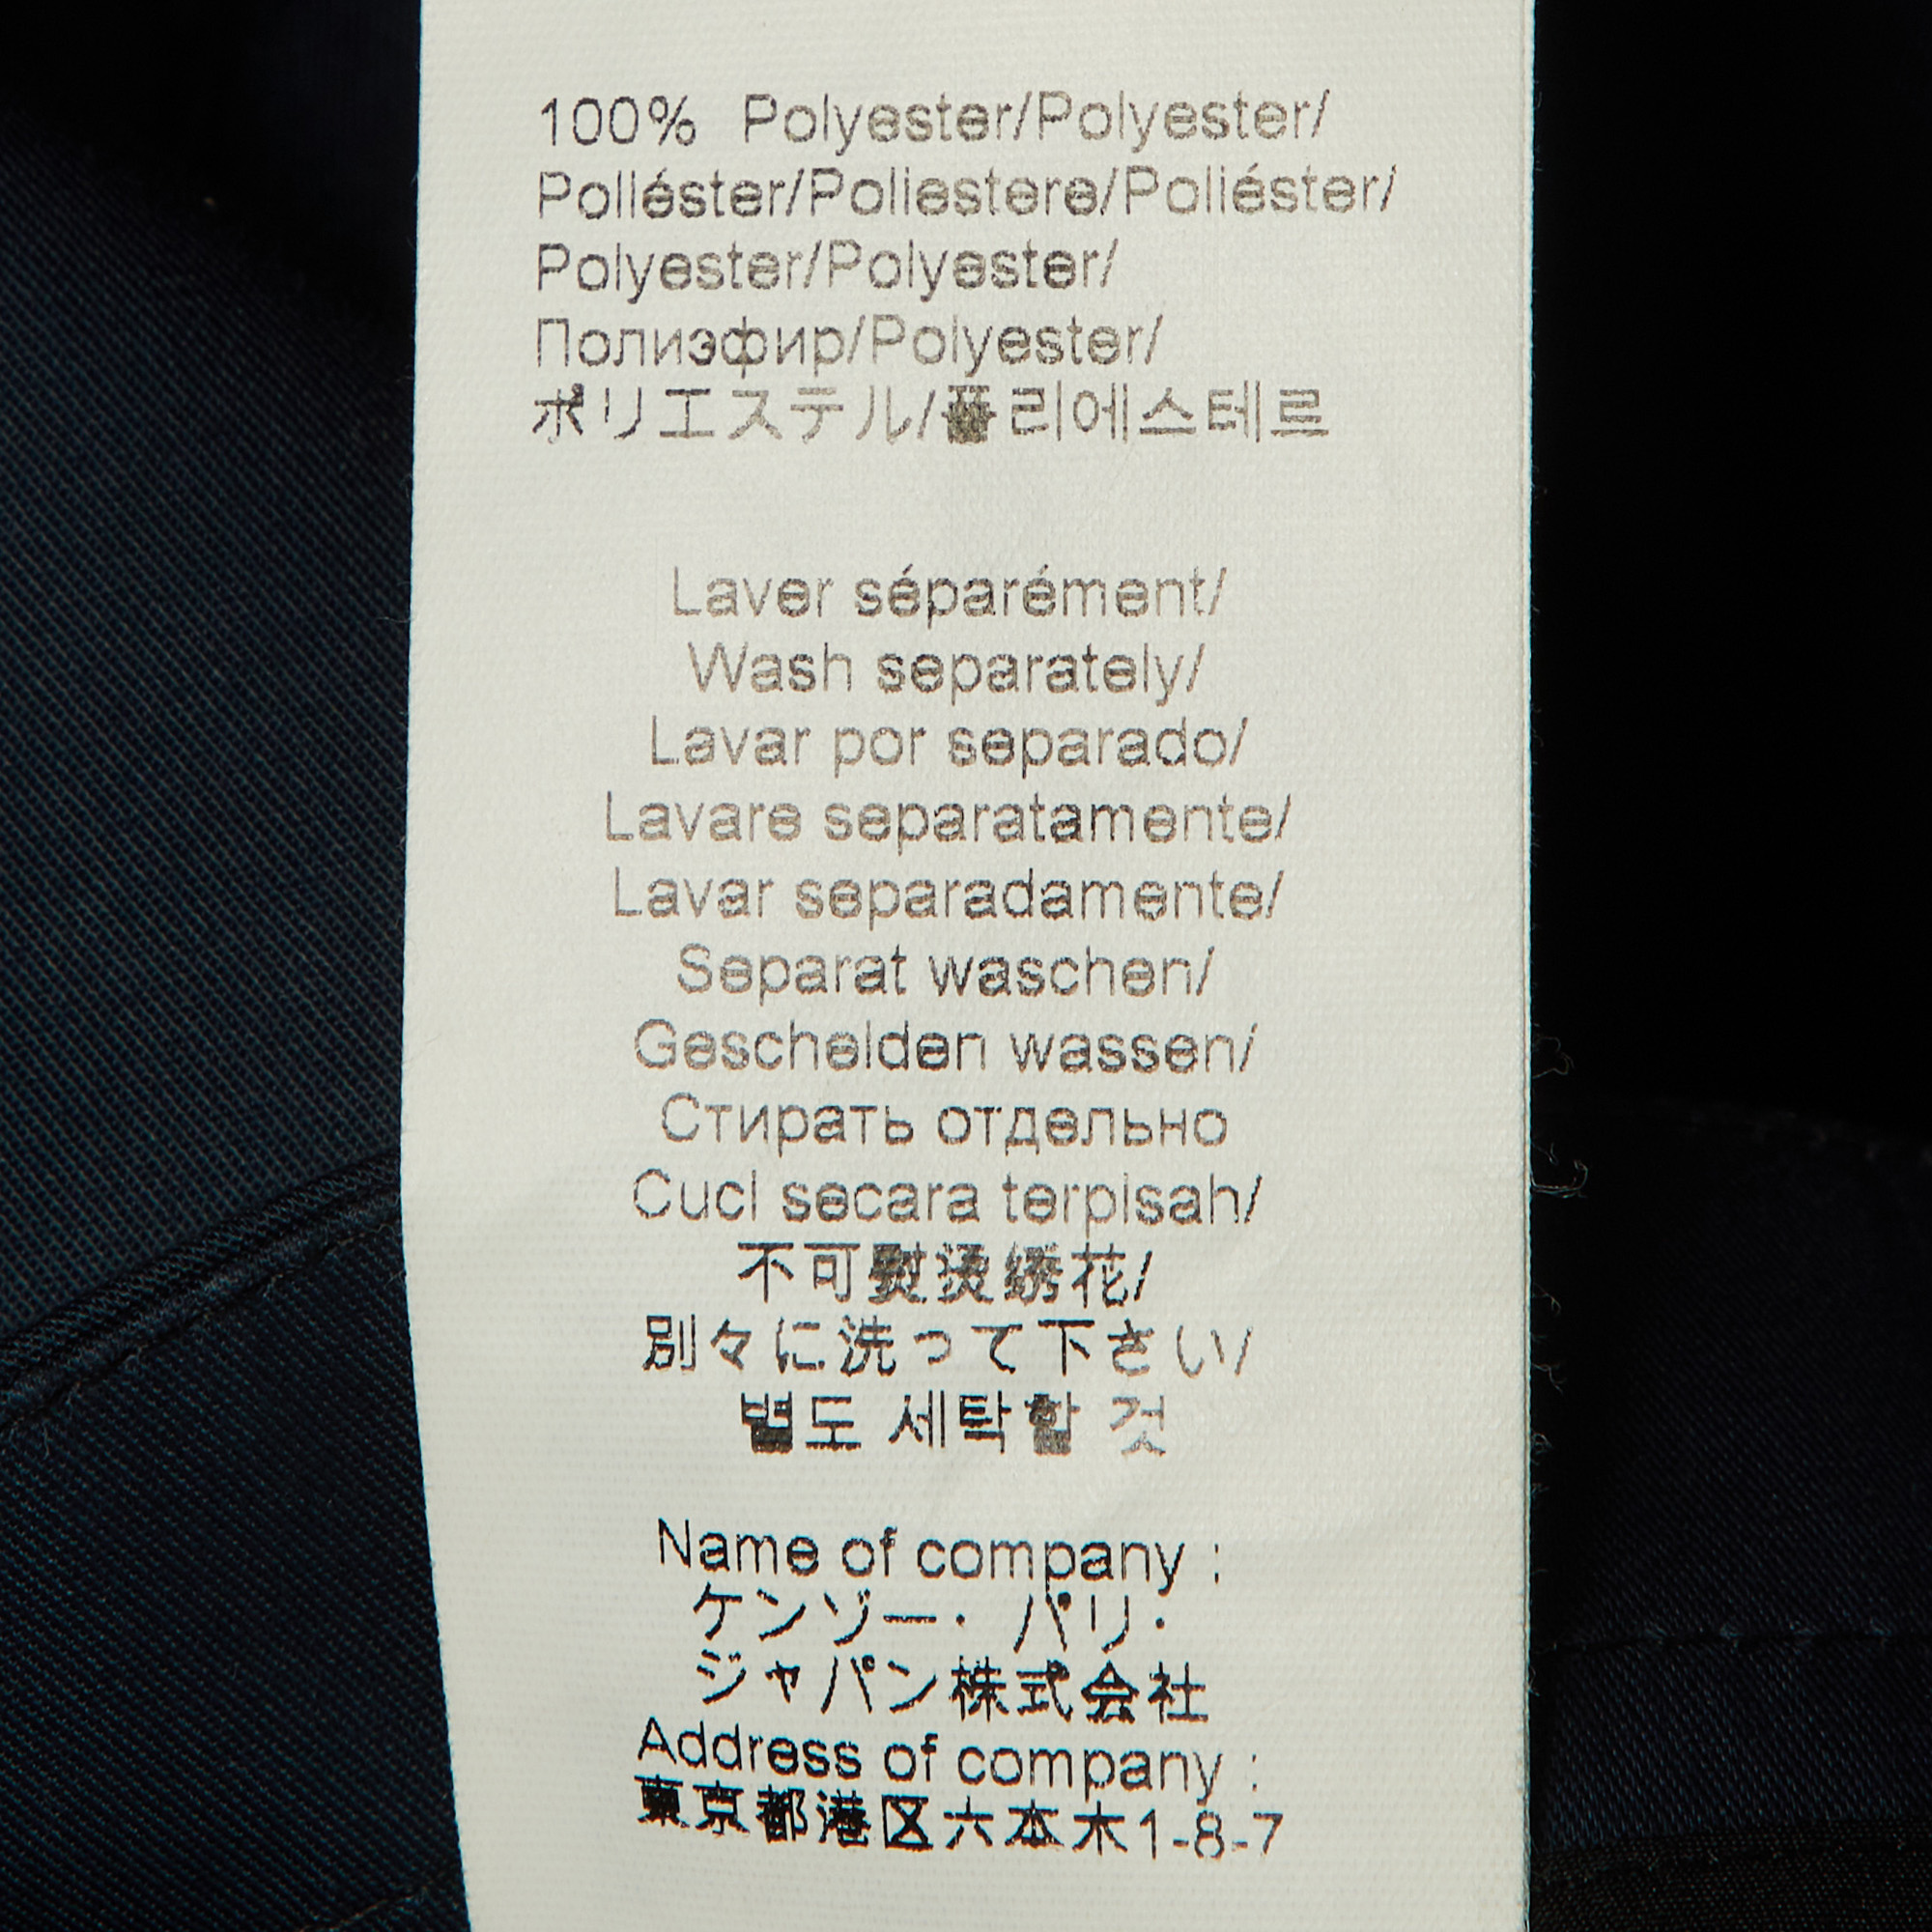 100% Polyester/Polyester/
Poliéster/Poliestere/Poliéster/
Polyester/Polyester/
Полиэфир/Polyester/
ポリエステル/폴리에스테르
Laver séparément/
Wash separately/
Lavar por separado/
Lavare separatamente/
Lavar separadamente/
Separat waschen/
Gescheiden wassen/
Стирать отдельно
Cuci secara terpisah/
不可熨烫绣花/
別々に洗って下さい/
별도 세탁할 것
Name of company :
ケンゾー・ パリ・
ジャパン株式会社
Address of company :
東京都港区六本木1-8-7